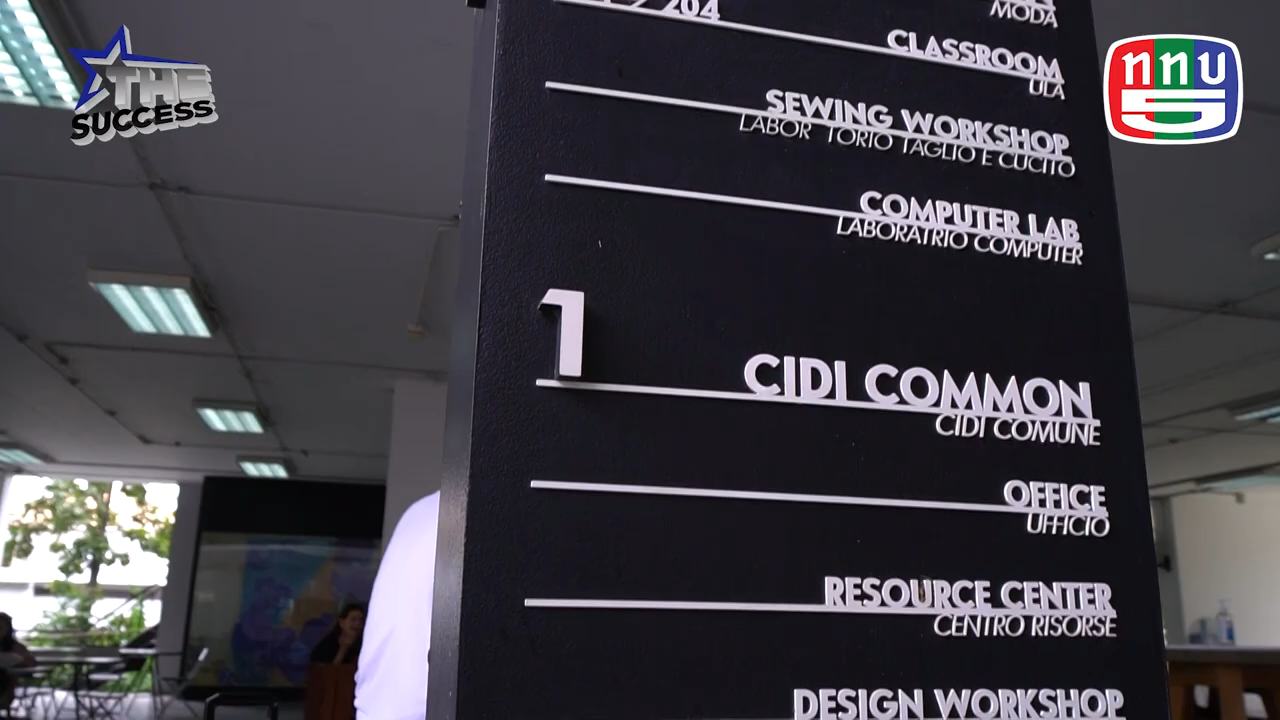 THE
SUCCESS
ททบ
5
204
MODA
CLASSROOM
ULA
SEWING WORKSHOP
LABOR TORIO TAGLIO E CUCITO
COMPUTER LAB
LABORATRIO COMPUTER
1
CIDI COMMON
CIDI COMUNE
OFFICE
UFFICIO
RESOURCE CENTER
CENTRO RISORSE
DESIGN WORKSHOP